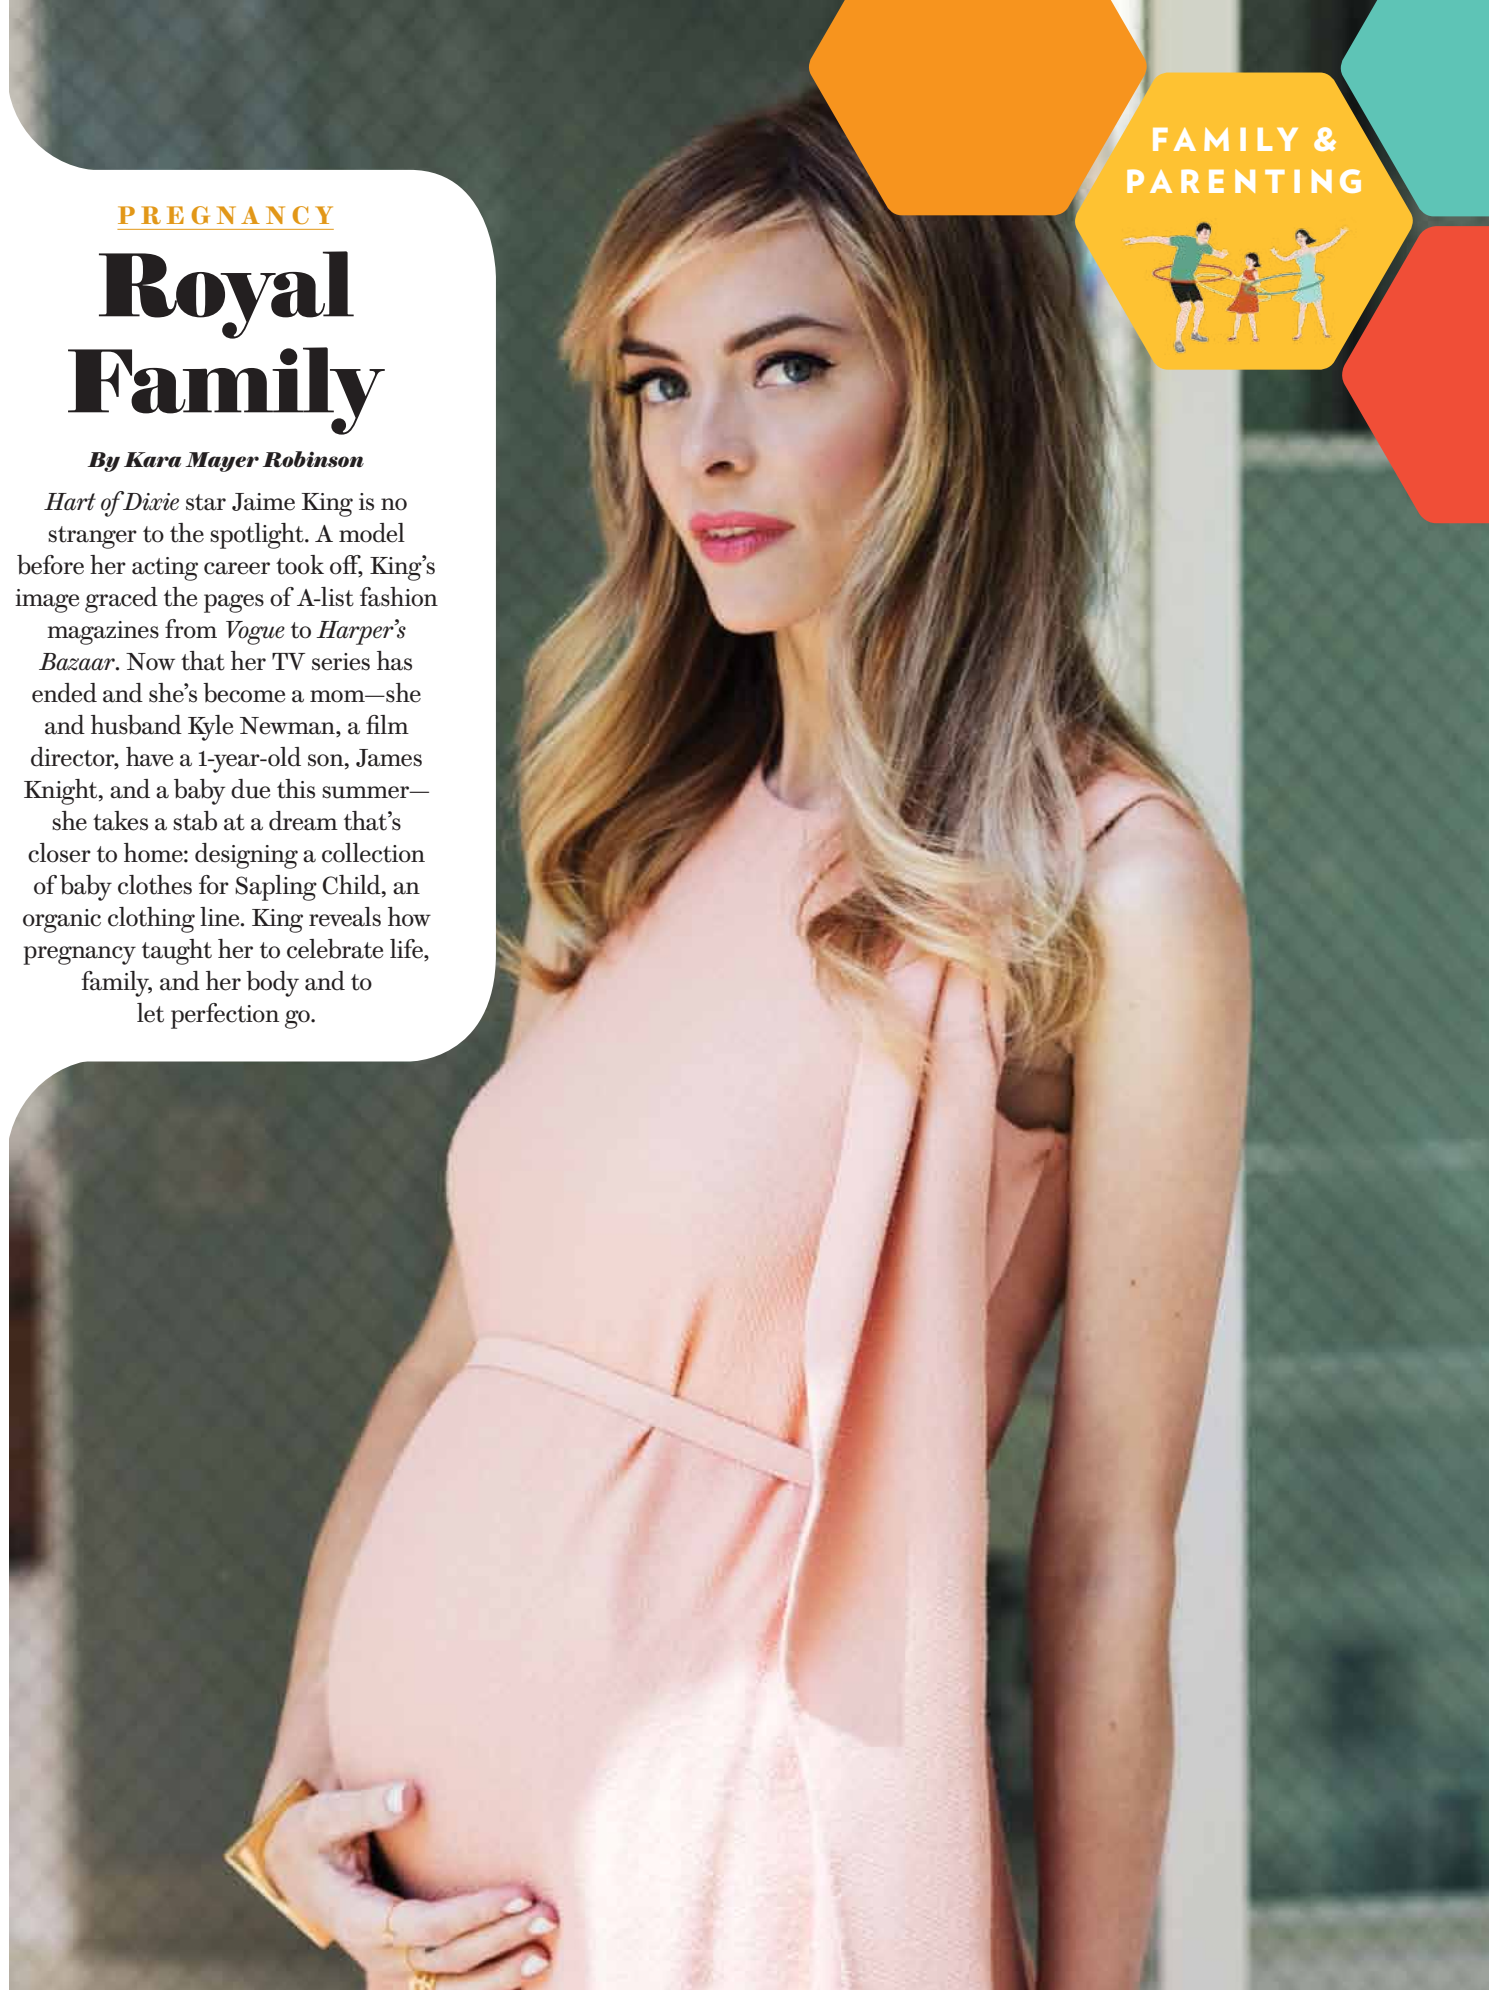 FAMILY &
PARENTING
PREGNANCY
Royal
Family
By Kara Mayer Robinson
Hart of Dixie star Jaime King is no
stranger to the spotlight. A model
before her acting career took off, King’s
image graced the pages of A-list fashion
magazines from Vogue to Harper’s
Bazaar. Now that her TV series has
ended and she’s become a mom—she
and husband Kyle Newman, a film
director, have a 1-year-old son, James
Knight, and a baby due this summer—
she takes a stab at a dream that’s
closer to home: designing a collection
of baby clothes for Sapling Child, an
organic clothing line. King reveals how
pregnancy taught her to celebrate life,
family, and her body and to
let perfection go.